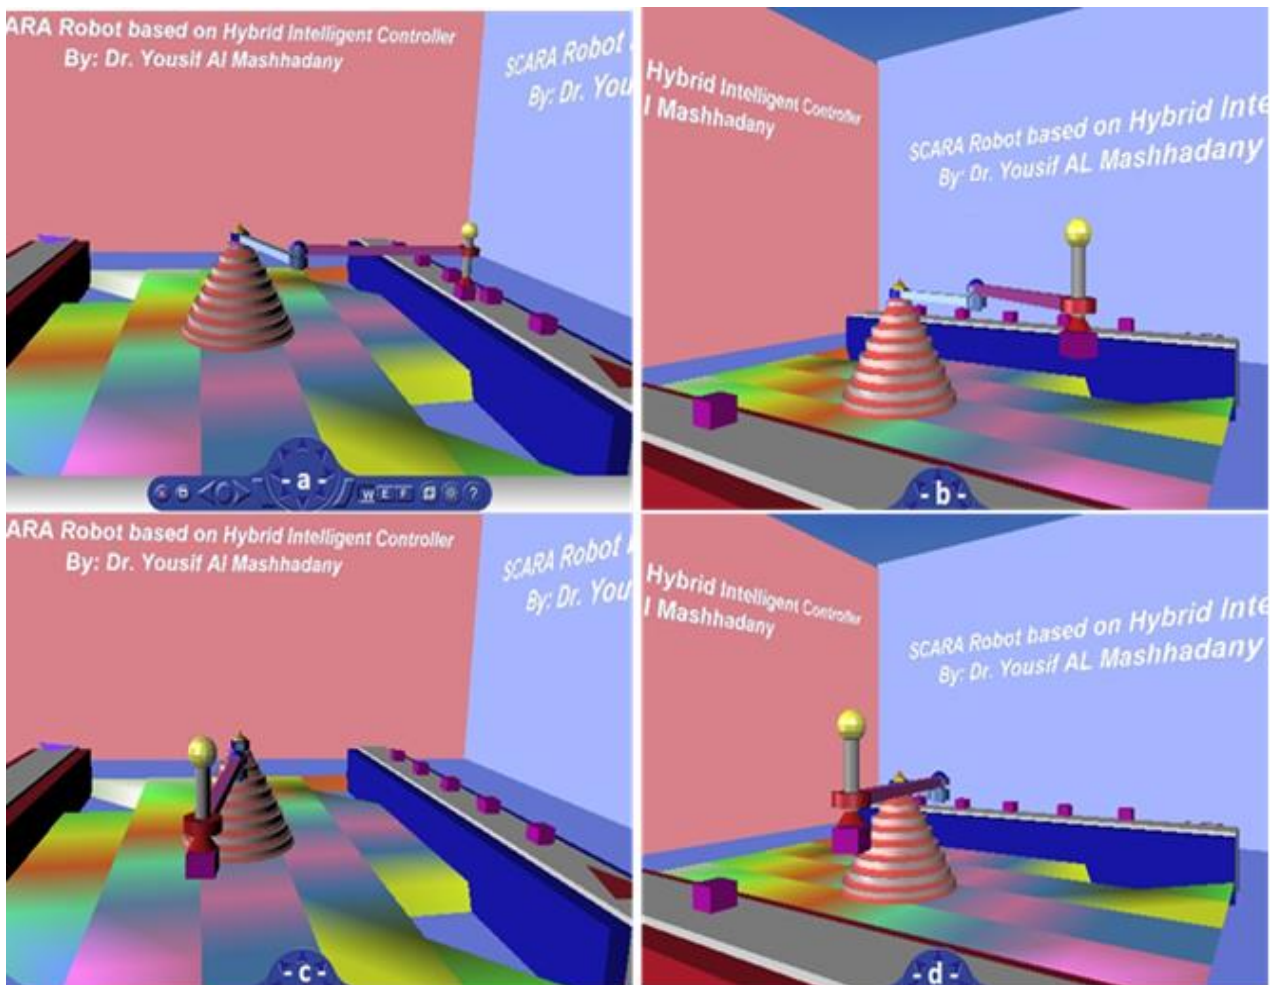 ARA Robot based on Hybrid Intelligent Controller
By: Dr. Yousif Al Mashhadany
SCARA Robot
By: Dr. You
- a -
W E F
?
Hybrid Intelligent Controller
l Mashhadany
SCARA Robot based on Hybrid Inte
By: Dr. Yousif AL Mashhadany
- b -
ARA Robot based on Hybrid Intelligent Controller
By: Dr. Yousif Al Mashhadany
SCARA Robot
By: Dr. You
- c -
Hybrid Intelligent Controller
l Mashhadany
SCARA Robot based on Hybrid Inte
By: Dr. Yousif AL Mashhadany
- d -